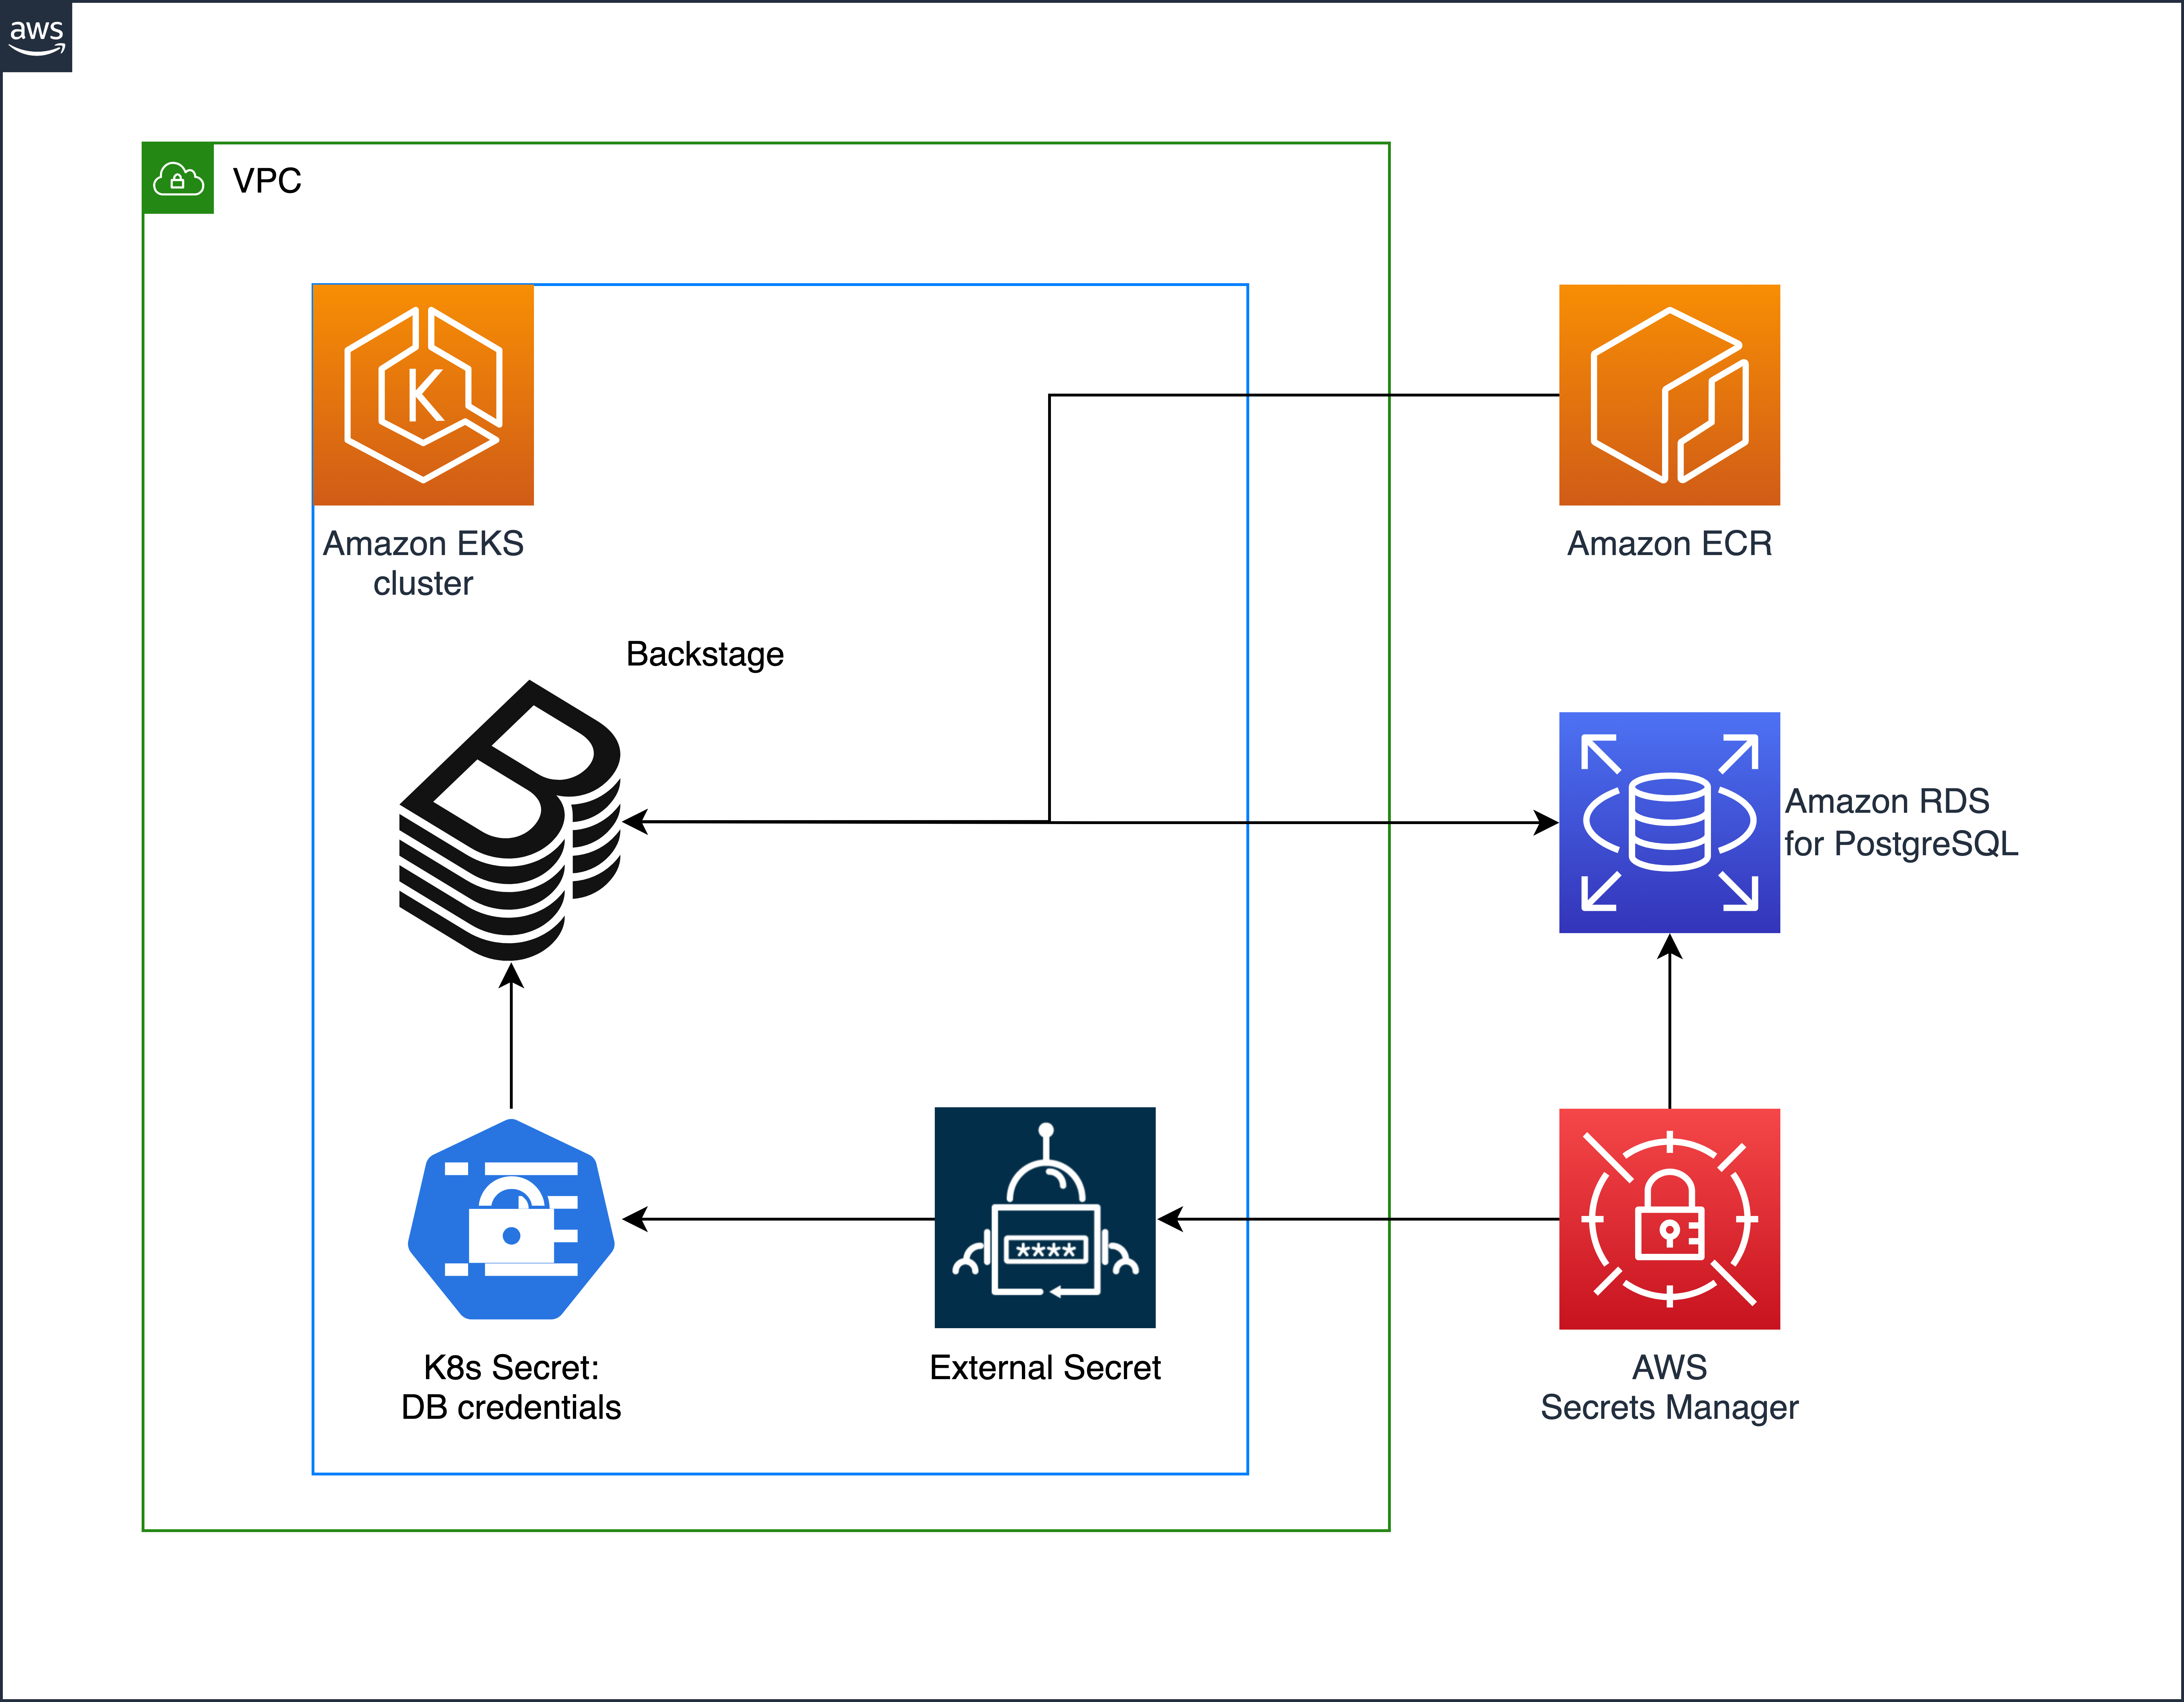 aws
VPC
K
Amazon EKS
cluster
Amazon ECR
Backstage
Amazon RDS
for PostgreSQL
****
K8s Secret:
DB credentials
External Secret
AWS
Secrets Manager